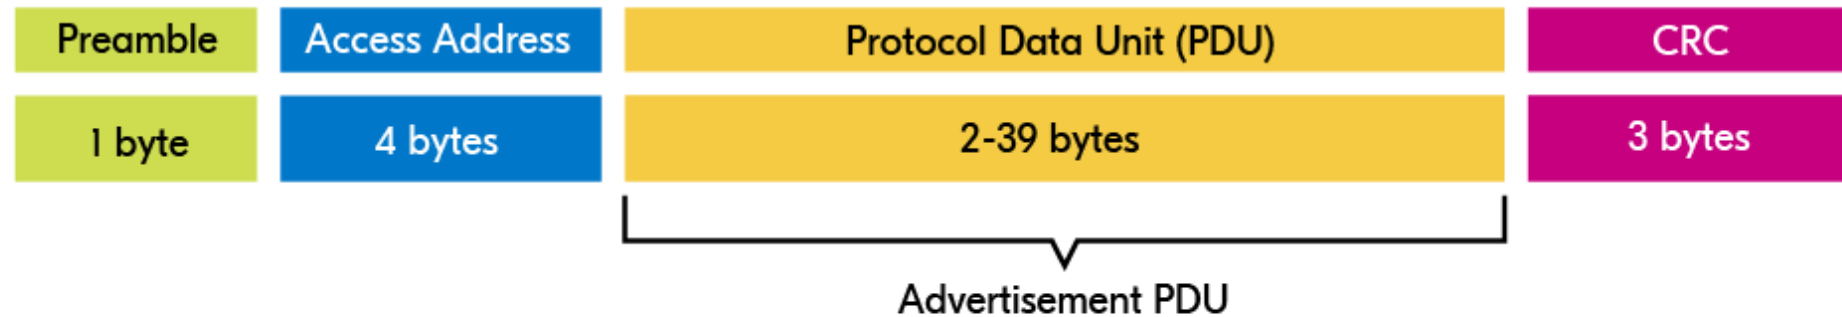 Preamble
Access Address
Protocol Data Unit (PDU)
CRC
1 byte
4 bytes
2-39 bytes
3 bytes
Advertisement PDU